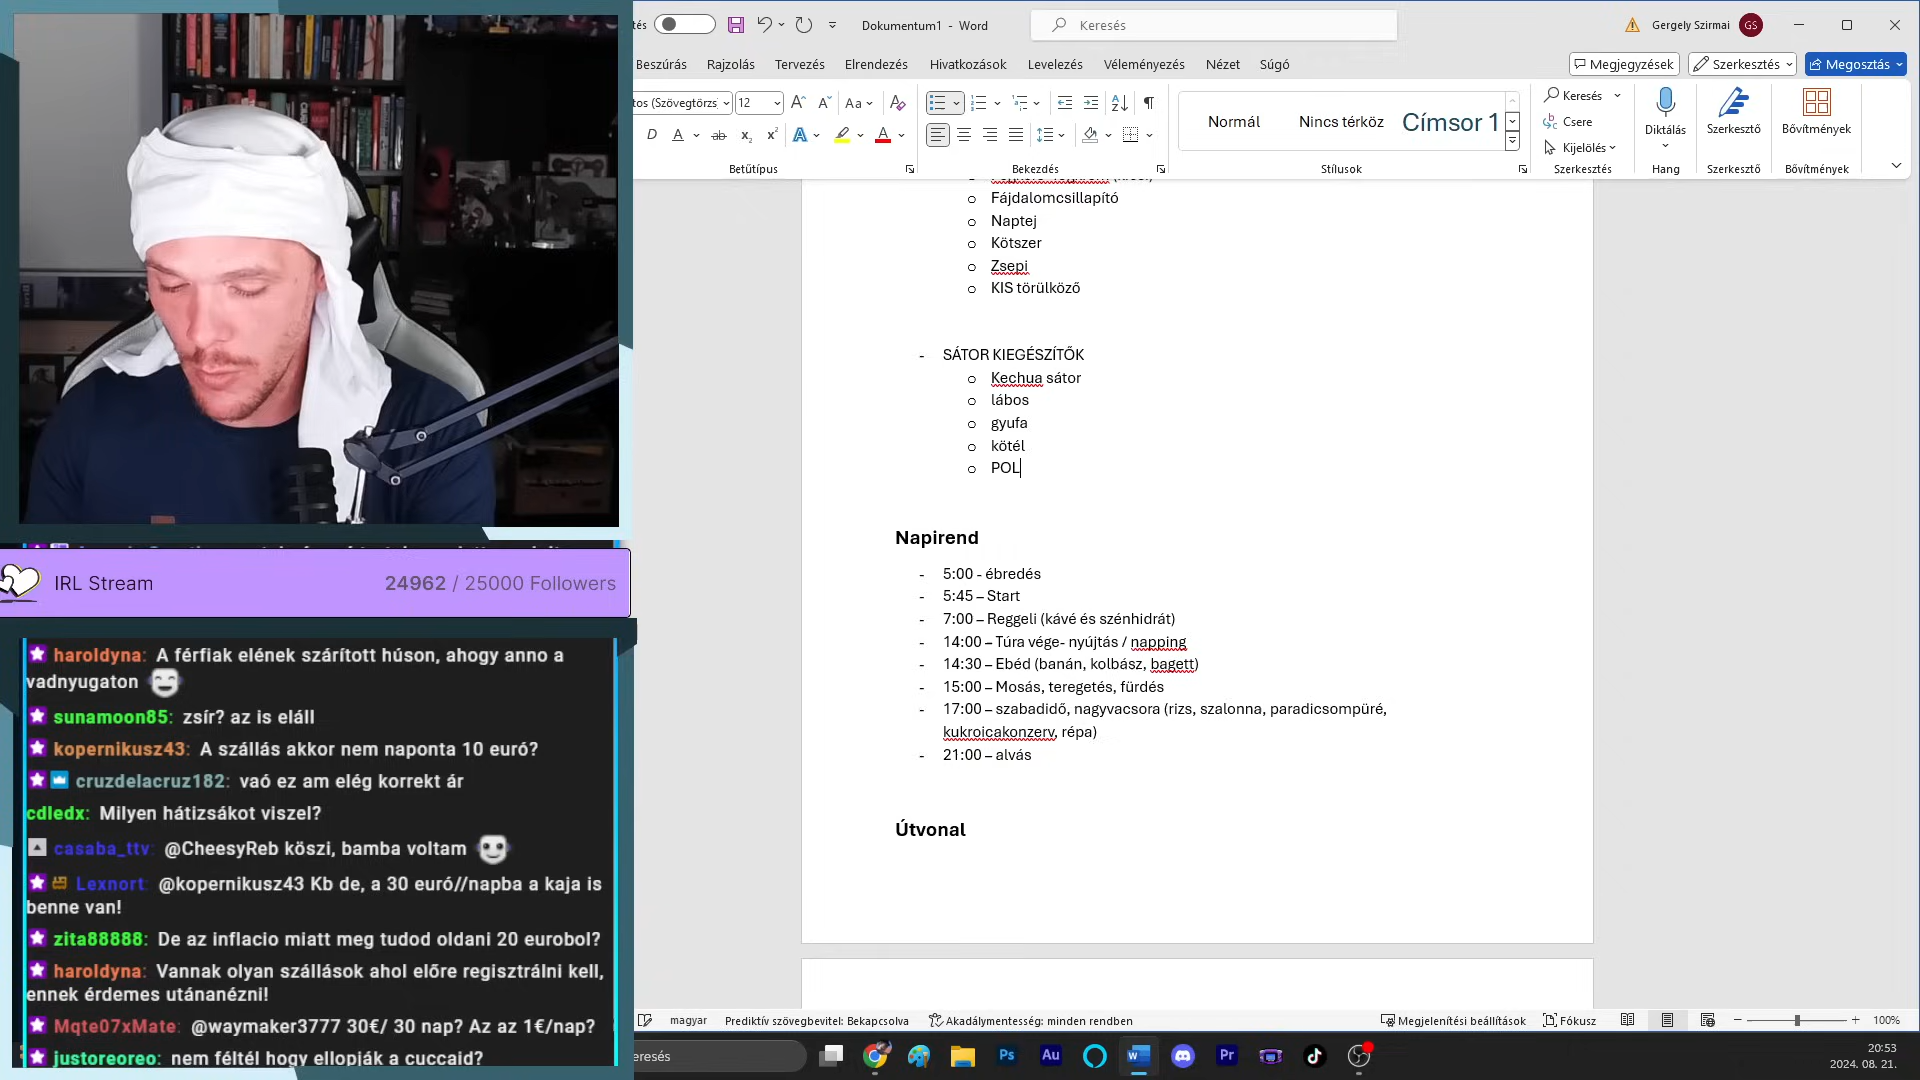 tés
Dokumentum1 - Word
Keresés
Gergely Szirmai
GS
Beszúrás
Rajzolás
Tervezés
Elrendezés
Hivatkozások
Levelezés
Véleményezés
Nézet
Súgó
Megjegyzések
Szerkesztés
Megosztás
tos (Szövegtörzs)
12
Normál
Nincs térköz
Címsor 1
Keresés
Csere
Kijelölés
Diktálás
Szerkesztő
Bővítmények
Betűtípus
Bekezdés
Stílusok
Szerkesztés
Hang
Szerkesztő
Bővítmények
o Fájdalomcsillapító
o Naptej
o Kötszer
o Zsepi
o KIS törülköző
- SÁTOR KIEGÉSZÍTŐK
o Kechua sátor
o lábos
o gyufa
o kötél
o POL
Napirend
- 5:00 - ébredés
- 5:45 – Start
- 7:00 – Reggeli (kávé és szénhidrát)
- 14:00 – Túra vége- nyújtás / napping
- 14:30 – Ebéd (banán, kolbász, bagett)
- 15:00 – Mosás, teregetés, fürdés
- 17:00 – szabadidő, nagyvacsora (rizs, szalonna, paradicsompüré,
kukroicakonzerv, répa)
- 21:00 – alvás
Útvonal
IRL Stream
24962 / 25000 Followers
haroldyna: A férfiak elének szárított húson, ahogy anno a
vadnyugaton
sunamoon85: zsír? az is eláll
kopernikusz43: A szállás akkor nem naponta 10 euró?
cruzdelacruz182: vaó ez am elég korrekt ár
cdledx: Milyen hátizsákot viszel?
casaba_ttv: @CheesyReb köszi, bamba voltam
Lexnort: @kopernikusz43 Kb de, a 30 euró//napba a kaja is
benne van!
zita88888: De az inflacio miatt meg tudod oldani 20 eurobol?
haroldyna: Vannak olyan szállások ahol előre regisztrálni kell,
ennek érdemes utánanézni!
Mqte07xMate: @waymaker3777 30€/ 30 nap? Az az 1€/nap?
justoreoreo: nem féltél hogy ellopják a cuccaid?
magyar
Prediktív szövegbevitel: Bekapcsolva
Akadálymentesség: minden rendben
Megjelenítési beállítások
Fókusz
100%
eresés
Ps
Au
Pr
20:53
2024. 08. 21.